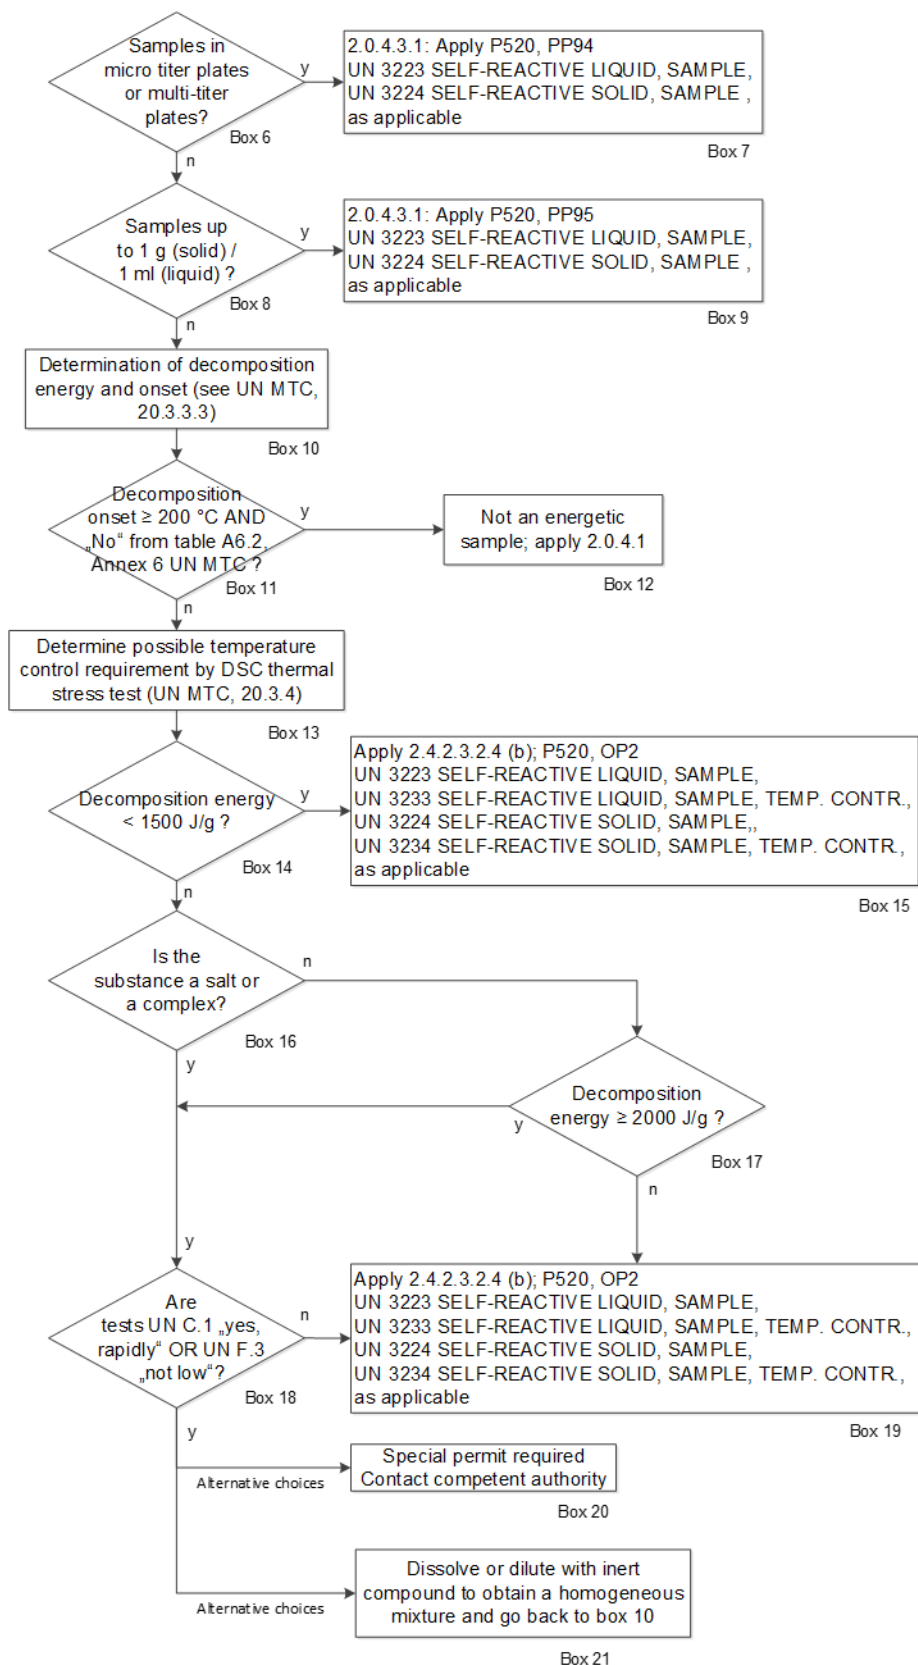 Samples in
micro titer plates
or multi-titer
plates?
Box 6
y
n
2.0.4.3.1: Apply P520, PP94
UN 3223 SELF-REACTIVE LIQUID, SAMPLE,
UN 3224 SELF-REACTIVE SOLID, SAMPLE ,
as applicable
Box 7
Samples up
to 1 g (solid) /
1 ml (liquid) ?
Box 8
y
n
2.0.4.3.1: Apply P520, PP95
UN 3223 SELF-REACTIVE LIQUID, SAMPLE,
UN 3224 SELF-REACTIVE SOLID, SAMPLE ,
as applicable
Box 9
Determination of decomposition
energy and onset (see UN MTC,
20.3.3.3)
Box 10
Decomposition
onset ≥ 200 °C AND
„No“ from table A6.2,
Annex 6 UN MTC ?
Box 11
y
n
Not an energetic
sample; apply 2.0.4.1
Box 12
Determine possible temperature
control requirement by DSC thermal
stress test (UN MTC, 20.3.4)
Box 13
Decomposition energy
< 1500 J/g ?
Box 14
y
n
Apply 2.4.2.3.2.4 (b); P520, OP2
UN 3223 SELF-REACTIVE LIQUID, SAMPLE,
UN 3233 SELF-REACTIVE LIQUID, SAMPLE, TEMP. CONTR.,
UN 3224 SELF-REACTIVE SOLID, SAMPLE,,
UN 3234 SELF-REACTIVE SOLID, SAMPLE, TEMP. CONTR.,
as applicable
Box 15
Is the
substance a salt or
a complex?
Box 16
n
y
Decomposition
energy ≥ 2000 J/g ?
Box 17
y
n
y
Are
tests UN C.1 „yes,
rapidly“ OR UN F.3
„not low“?
Box 18
n
y
Apply 2.4.2.3.2.4 (b); P520, OP2
UN 3223 SELF-REACTIVE LIQUID, SAMPLE,
UN 3233 SELF-REACTIVE LIQUID, SAMPLE, TEMP. CONTR.,
UN 3224 SELF-REACTIVE SOLID, SAMPLE,
UN 3234 SELF-REACTIVE SOLID, SAMPLE, TEMP. CONTR.,
as applicable
Box 19
Alternative choices
Special permit required
Contact competent authority
Box 20
Alternative choices
Dissolve or dilute with inert
compound to obtain a homogeneous
mixture and go back to box 10
Box 21